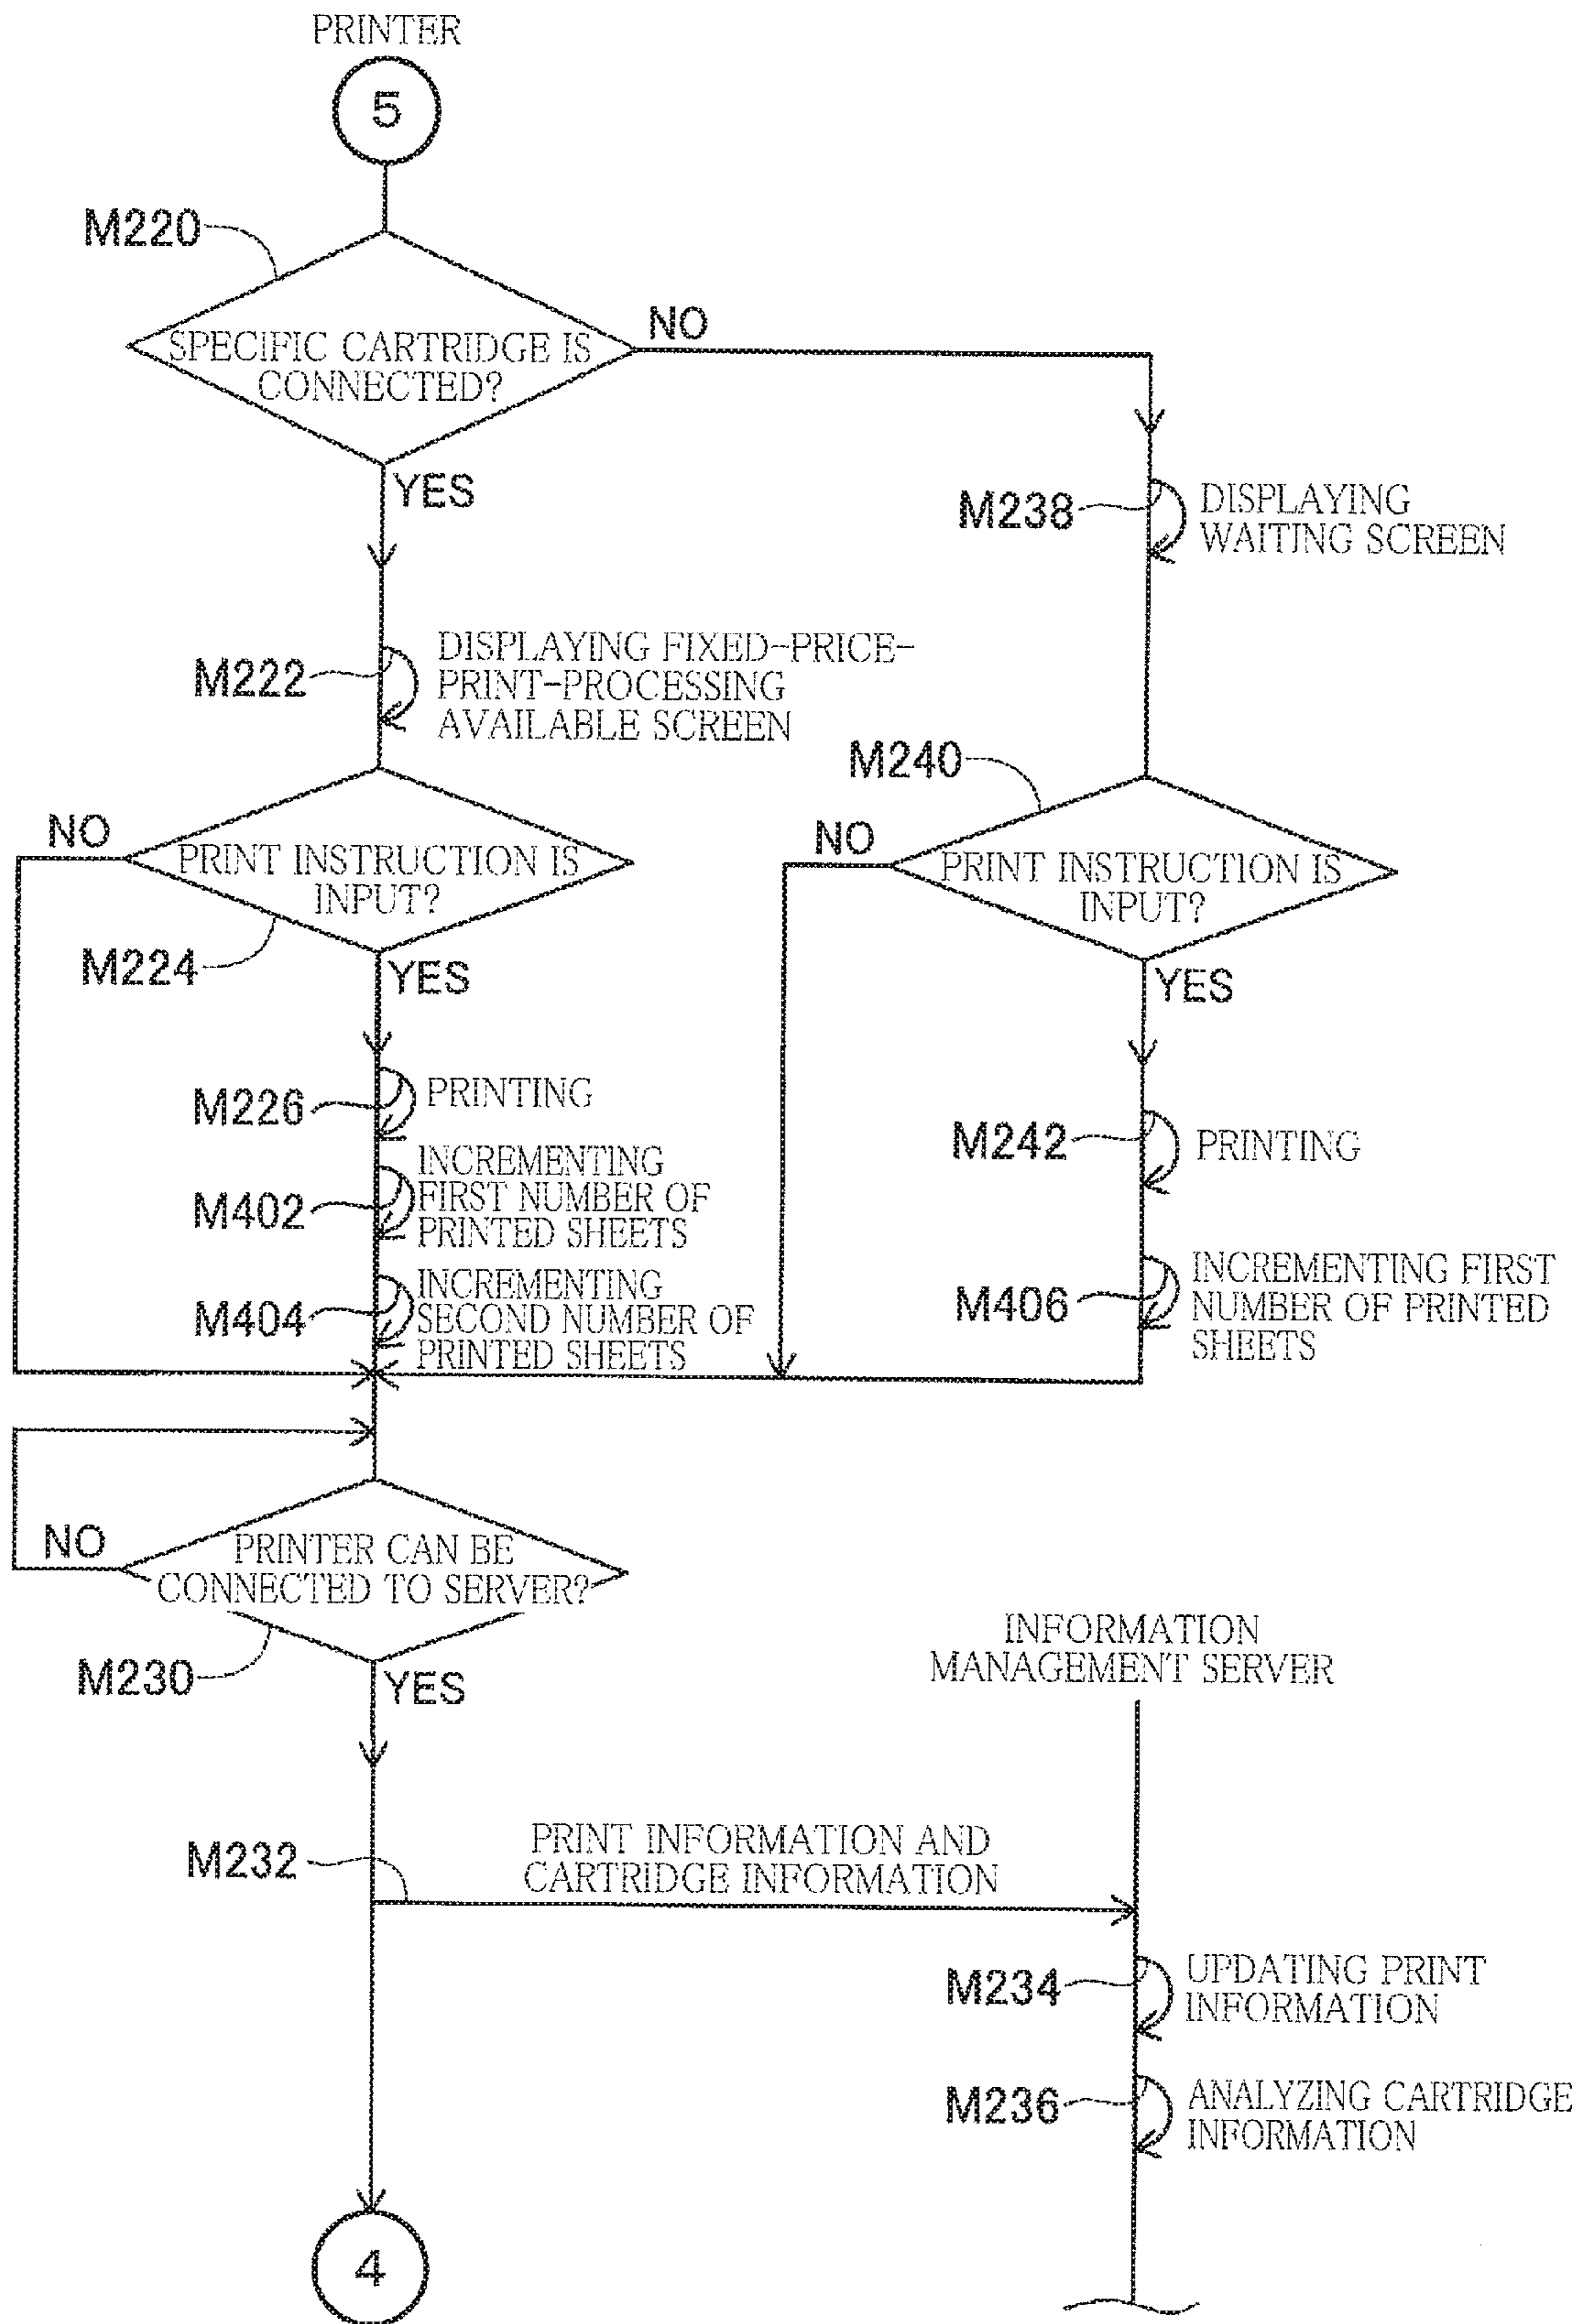 PRINTER
5
M220
SPECIFIC CARTRIDGE IS
CONNECTED?
NO
YES
M238
DISPLAYING
WAITING SCREEN
M222
DISPLAYING FIXED-PRICE-
PRINT-PROCESSING
AVAILABLE SCREEN
M240
NO
PRINT INSTRUCTION IS
INPUT?
M224
YES
NO
PRINT INSTRUCTION IS
INPUT?
YES
M226
PRINTING
M242
PRINTING
M402
INCREMENTING
FIRST NUMBER OF
PRINTED SHEETS
M404
INCREMENTING
SECOND NUMBER OF
PRINTED SHEETS
M406
INCREMENTING FIRST
NUMBER OF PRINTED
SHEETS
NO
PRINTER CAN BE
CONNECTED TO SERVER?
M230
YES
INFORMATION
MANAGEMENT SERVER
M232
PRINT INFORMATION AND
CARTRIDGE INFORMATION
M234
UPDATING PRINT
INFORMATION
M236
ANALYZING CARTRIDGE
INFORMATION
4